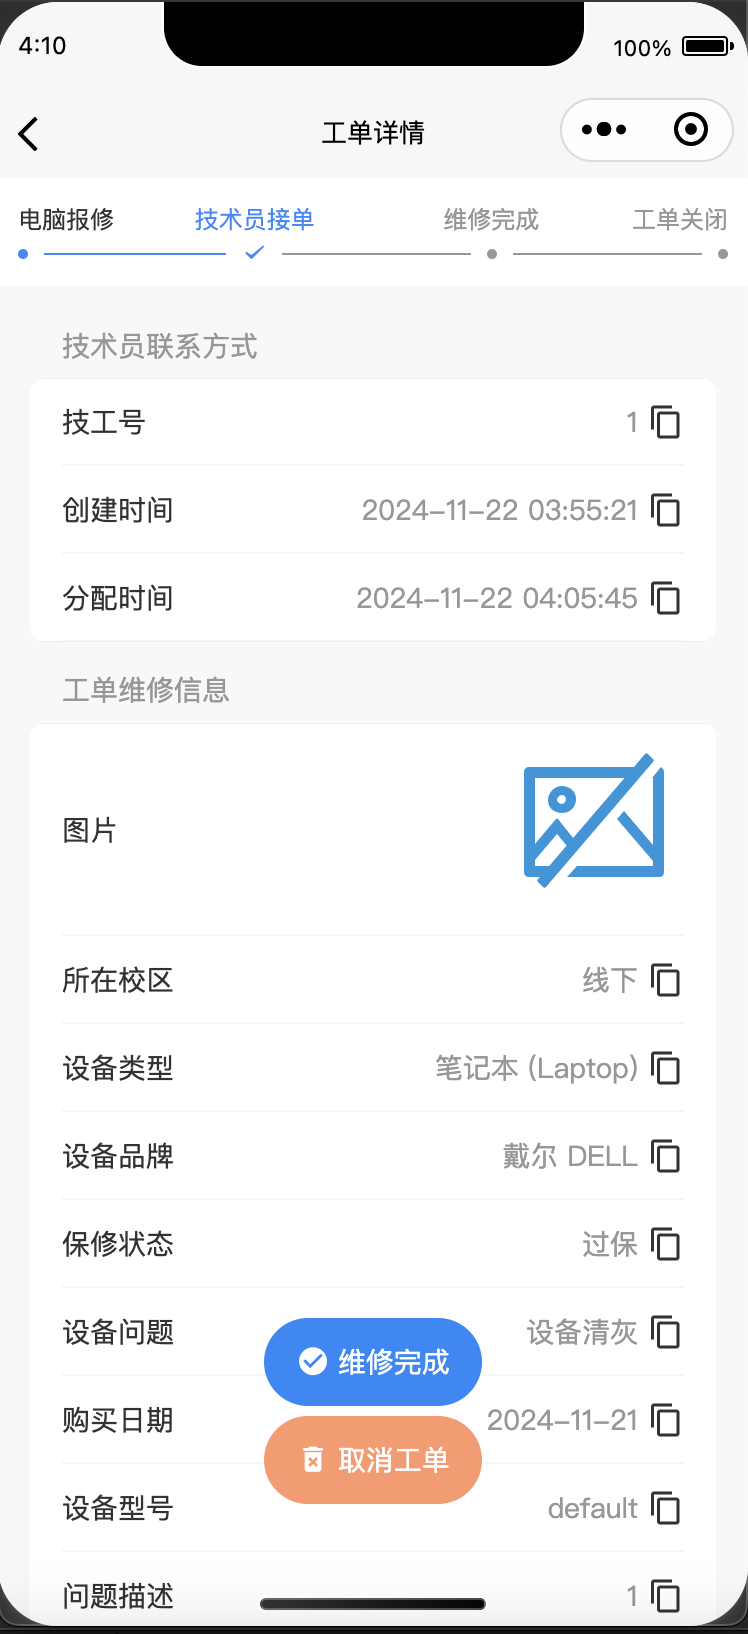 4:10
100%
工单详情
电脑报修
技术员接单
维修完成
工单关闭
技术员联系方式
技工号
1
创建时间
2024-11-22 03:55:21
分配时间
2024-11-22 04:05:45
工单维修信息
图片
所在校区
线下
设备类型
笔记本 (Laptop)
设备品牌
戴尔 DELL
保修状态
过保
设备问题
设备清灰
维修完成
购买日期
2024-11-21
取消工单
设备型号
default
问题描述
1